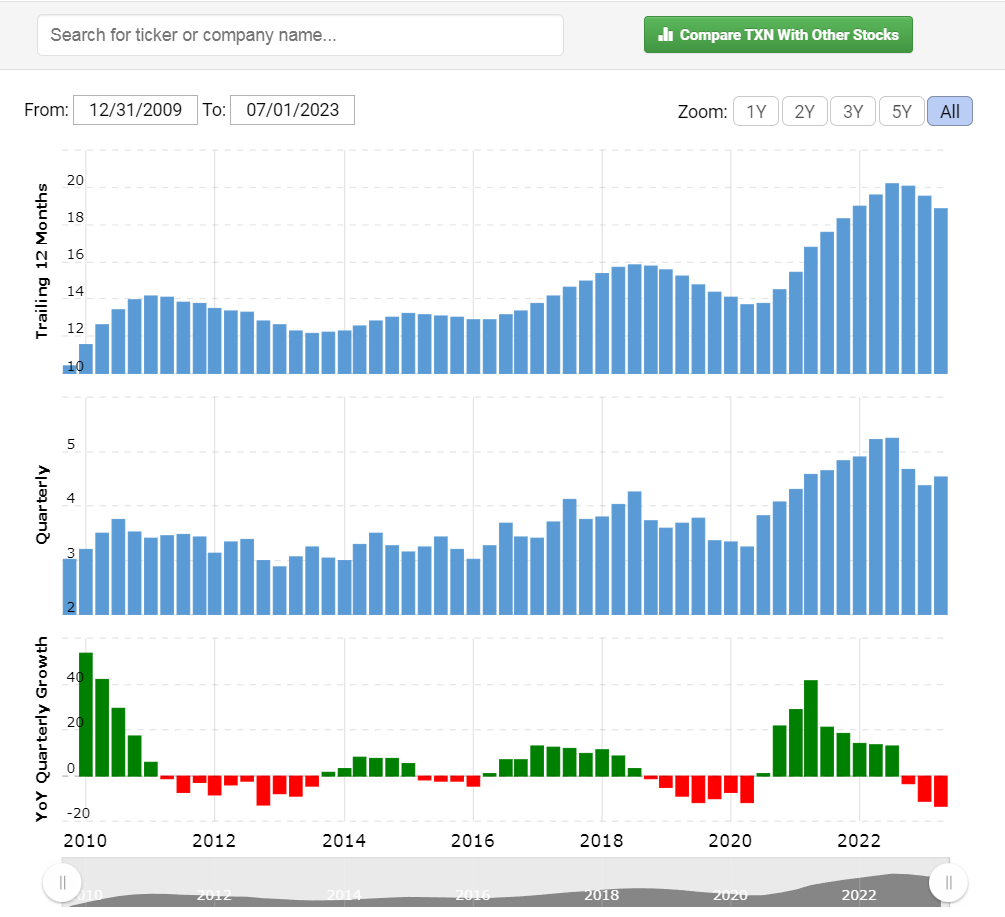 Search for ticker or company name...
Compare TXN With Other Stocks
From: 12/31/2009 To: 07/01/2023
Zoom: 1Y 2Y 3Y 5Y All
Trailing 12 Months
20
18
16
14
12
10
Quarterly
5
4
3
2
YoY Quarterly Growth
40
20
0
-20
2010 2012 2014 2016 2018 2020 2022
010 2012 2014 2016 2018 2020 2022